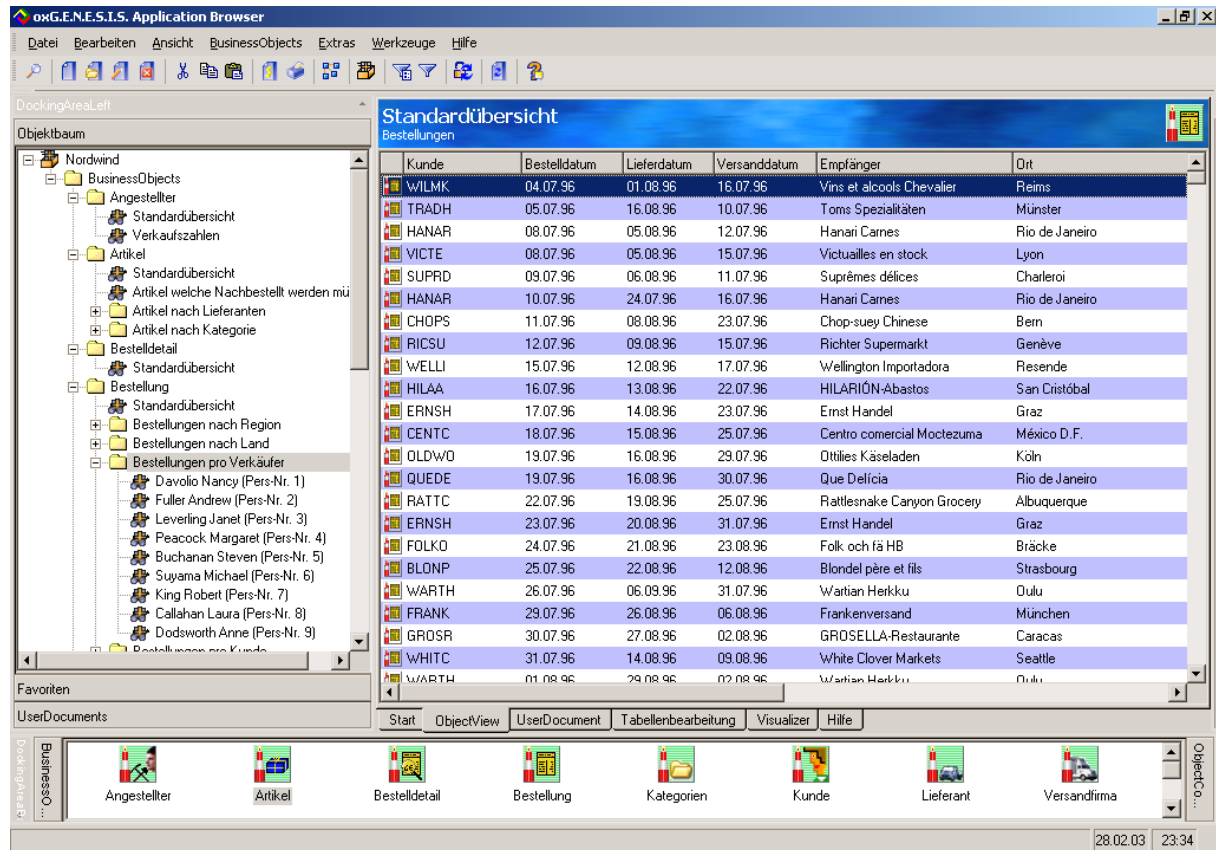 oxG.E.N.E.S.I.S. Application Browser
Datei Bearbeiten Ansicht BusinessObjects Extras Werkzeuge Hilfe
DockingAreaLeft
Objektbaum
Nordwind
BusinessObjects
Angestellter
Standardübersicht
Verkaufszahlen
Artikel
Standardübersicht
Artikel welche Nachbestellt werden mü
Artikel nach Lieferanten
Artikel nach Kategorie
Bestelldetail
Standardübersicht
Bestellung
Standardübersicht
Bestellungen nach Region
Bestellungen nach Land
Bestellungen pro Verkäufer
Davolio Nancy (Pers-Nr. 1)
Fuller Andrew (Pers-Nr. 2)
Leverling Janet (Pers-Nr. 3)
Peacock Margaret (Pers-Nr. 4)
Buchanan Steven (Pers-Nr. 5)
Suyama Michael (Pers-Nr. 6)
King Robert (Pers-Nr. 7)
Callahan Laura (Pers-Nr. 8)
Dodsworth Anne (Pers-Nr. 9)
Bestellungen pro Kunde
Favoriten
UserDocuments
Standardübersicht
Bestellungen
Kunde Bestelldatum Lieferdatum Versanddatum Empfänger Ort
WILMK 04.07.96 01.08.96 16.07.96 Vins et alcools Chevalier Reims
TRADH 05.07.96 16.08.96 10.07.96 Toms Spezialitäten Münster
HANAR 08.07.96 05.08.96 12.07.96 Hanari Carnes Rio de Janeiro
VICTE 08.07.96 05.08.96 15.07.96 Victuailles en stock Lyon
SUPRD 09.07.96 06.08.96 11.07.96 Suprêmes délices Charleroi
HANAR 10.07.96 24.07.96 16.07.96 Hanari Carnes Rio de Janeiro
CHOPS 11.07.96 08.08.96 23.07.96 Chop-suey Chinese Bern
RICSU 12.07.96 09.08.96 15.07.96 Richter Supermarkt Genève
WELLI 15.07.96 12.08.96 17.07.96 Wellington Importadora Resende
HILAA 16.07.96 13.08.96 22.07.96 HILARIÓN-Abastos San Cristóbal
ERNSH 17.07.96 14.08.96 23.07.96 Ernst Handel Graz
CENTC 18.07.96 15.08.96 25.07.96 Centro comercial Moctezuma México D.F.
OLDWO 19.07.96 16.08.96 29.07.96 Ottilies Käseladen Köln
QUEDE 19.07.96 16.08.96 30.07.96 Que Delícia Rio de Janeiro
RATTC 22.07.96 19.08.96 25.07.96 Rattlesnake Canyon Grocery Albuquerque
ERNSH 23.07.96 20.08.96 31.07.96 Ernst Handel Graz
FOLKO 24.07.96 21.08.96 23.08.96 Folk och fä HB Bräcke
BLONP 25.07.96 22.08.96 12.08.96 Blondel père et fils Strasbourg
WARTH 26.07.96 06.09.96 31.07.96 Wartian Herkku Oulu
FRANK 29.07.96 26.08.96 06.08.96 Frankenversand München
GROSR 30.07.96 27.08.96 02.08.96 GROSELLA-Restaurante Caracas
WHITC 31.07.96 14.08.96 09.08.96 White Clover Markets Seattle
WARTH 01.08.96 29.08.96 02.08.96 Wartian Herkku Oulu
Start ObjectView UserDocument Tabellenbearbeitung Visualizer Hilfe
BusinessO...
Angestellter Artikel Bestelldetail Bestellung Kategorien Kunde Lieferant Versandfirma
ObjectCo...
28.02.03 23:34